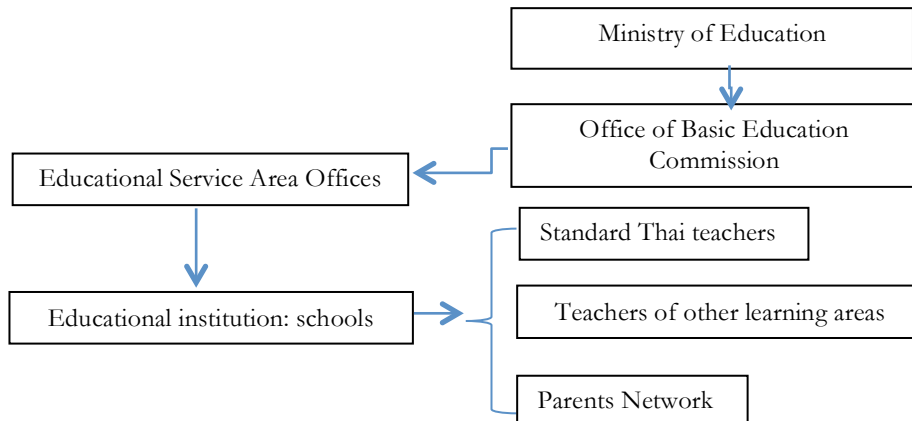 Ministry of Education
Office of Basic Education
Commission
Educational Service Area Offices
Standard Thai teachers
Educational institution: schools
Teachers of other learning areas
Parents Network